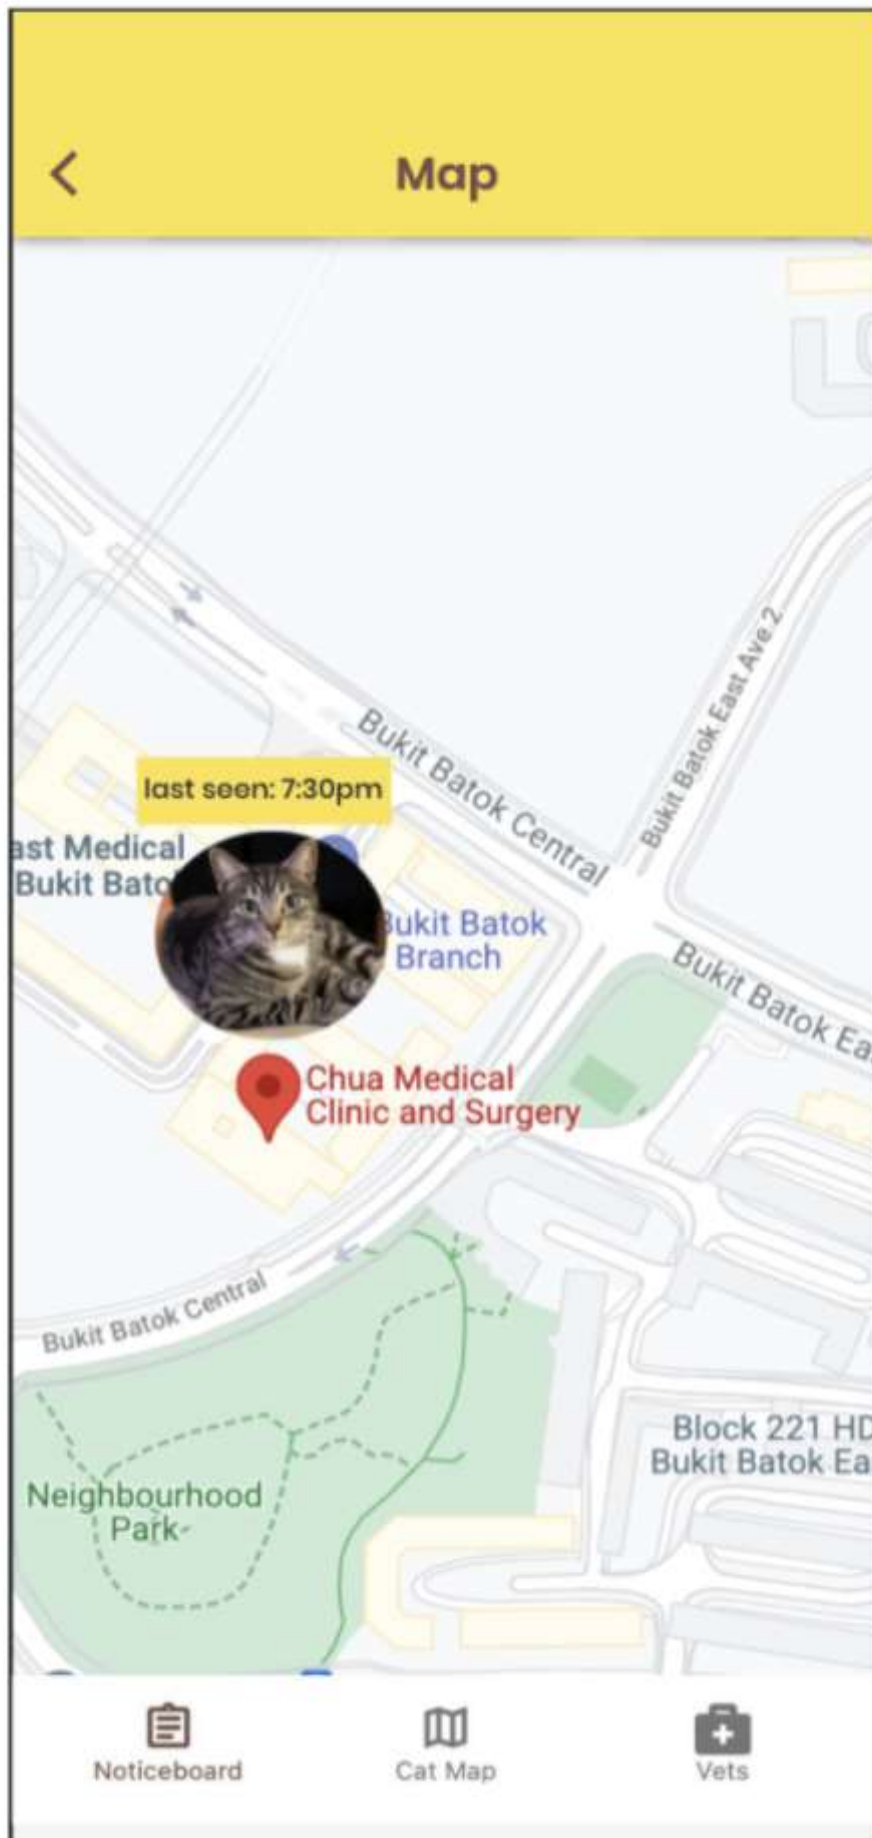 Map
Bukit Batok East Ave 2
Bukit Batok Central
last seen: 7:30pm
ast Medical
Bukit Bato
Bukit Batok
Branch
Bukit Batok Ea
Chua Medical
Clinic and Surgery
Bukit Batok Central
Block 221 HD
Bukit Batok Ea
Neighbourhood
Park
Noticeboard
Cat Map
Vets